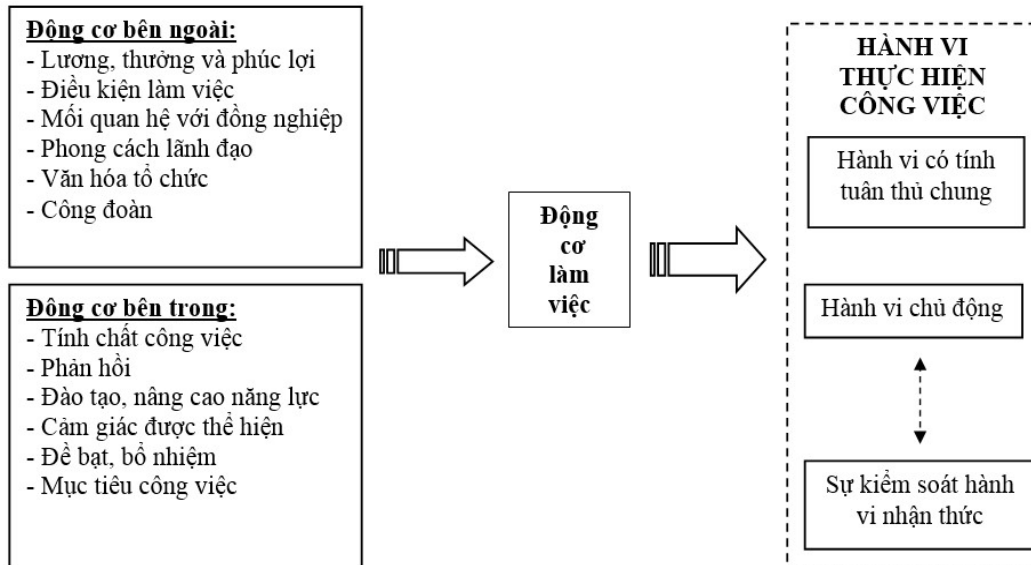 Động cơ bên ngoài:
- Lương, thưởng và phúc lợi
- Điều kiện làm việc
- Mối quan hệ với đồng nghiệp
- Phong cách lãnh đạo
- Văn hóa tổ chức
- Công đoàn
Động cơ bên trong:
- Tính chất công việc
- Phản hồi
- Đào tạo, nâng cao năng lực
- Cảm giác được thể hiện
- Đề bạt, bổ nhiệm
- Mục tiêu công việc
Động
cơ
làm
việc
HÀNH VI
THỰC HIỆN
CÔNG VIỆC
Hành vi có tính
tuân thủ chung
Hành vi chủ động
Sự kiểm soát hành
vi nhận thức